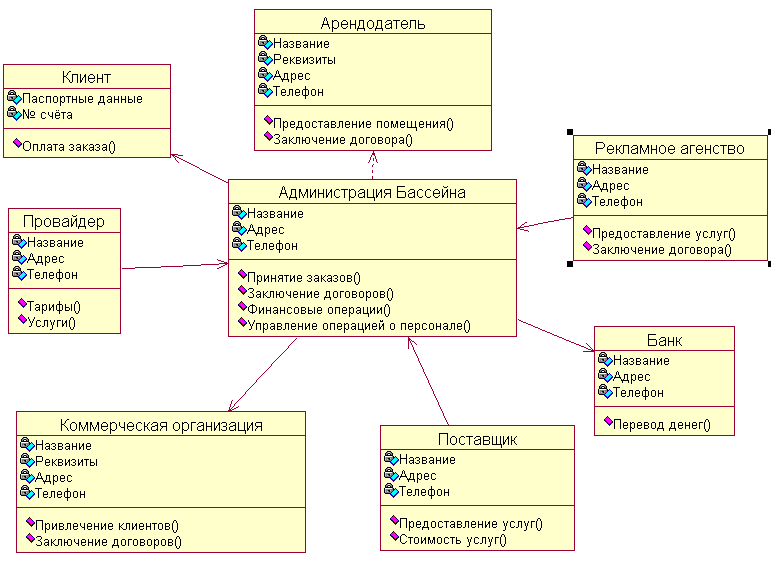 Арендодатель
Название
Реквизиты
Адрес
Телефон
Предоставление помещения()
Заключение договора()
Клиент
Паспортные данные
№ счёта
Оплата заказа()
Рекламное агенство
Название
Адрес
Телефон
Предоставление услуг()
Заключение договора()
Администрация Бассейна
Название
Адрес
Телефон
Принятие заказов()
Заключение договоров()
Финансовые операции()
Управление операцией о персонале()
Провайдер
Название
Адрес
Телефон
Тарифы()
Услуги()
Банк
Название
Адрес
Телефон
Перевод денег()
Коммерческая организация
Название
Реквизиты
Адрес
Телефон
Привлечение клиентов()
Заключение договоров()
Поставщик
Название
Адрес
Телефон
Предоставление услуг()
Стоимость услуг()